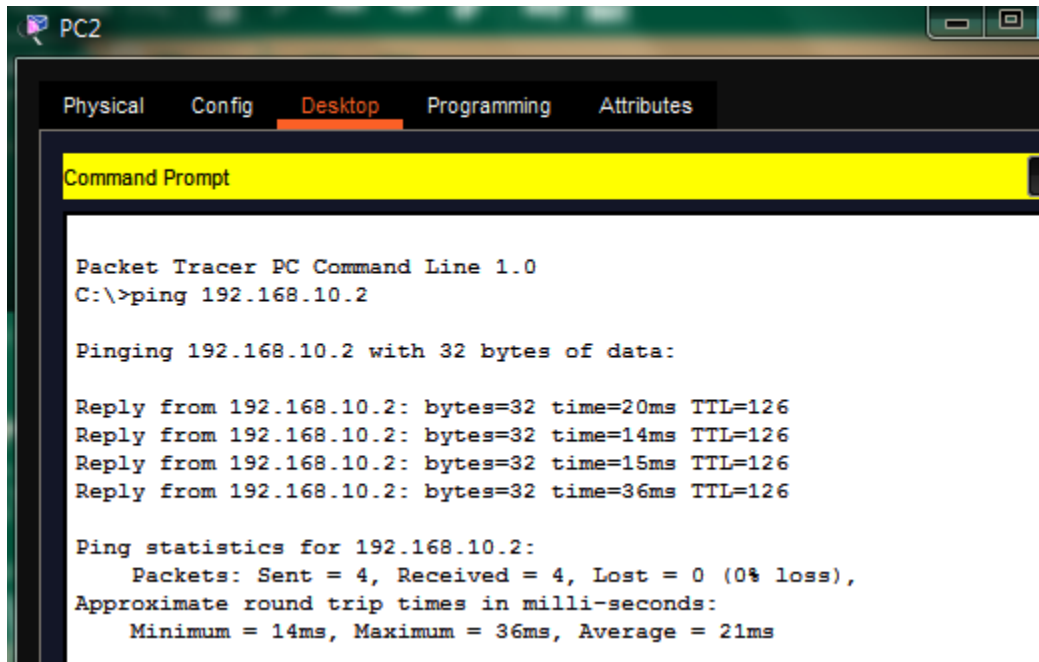 PC2
Physical Config Desktop Programming Attributes
Command Prompt
Packet Tracer PC Command Line 1.0
C:\>ping 192.168.10.2
Pinging 192.168.10.2 with 32 bytes of data:
Reply from 192.168.10.2: bytes=32 time=20ms TTL=126
Reply from 192.168.10.2: bytes=32 time=14ms TTL=126
Reply from 192.168.10.2: bytes=32 time=15ms TTL=126
Reply from 192.168.10.2: bytes=32 time=36ms TTL=126
Ping statistics for 192.168.10.2:
Packets: Sent = 4, Received = 4, Lost = 0 (0% loss),
Approximate round trip times in milli-seconds:
Minimum = 14ms, Maximum = 36ms, Average = 21ms